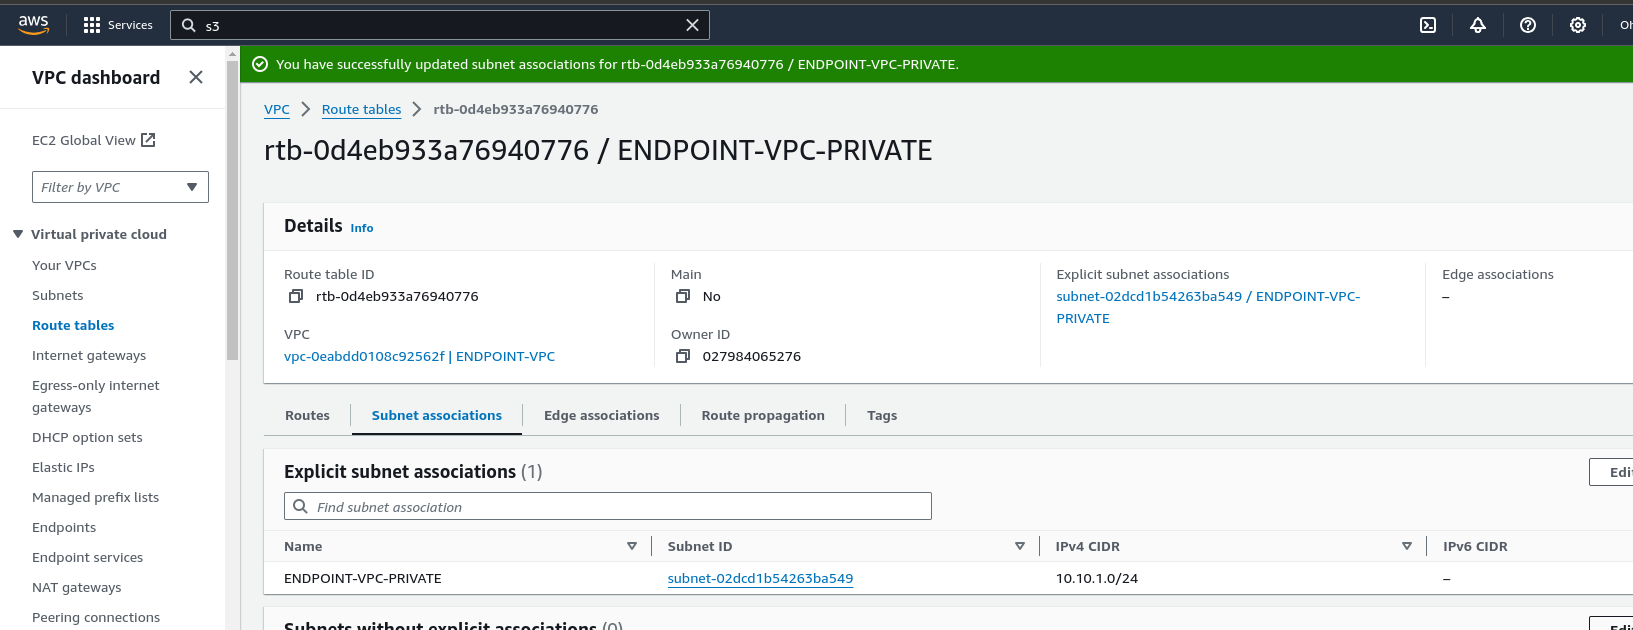 aws
Services
s3
Oh
VPC dashboard
EC2 Global View
Filter by VPC
Virtual private cloud
Your VPCs
Subnets
Route tables
Internet gateways
Egress-only internet
gateways
DHCP option sets
Elastic IPs
Managed prefix lists
Endpoints
Endpoint services
NAT gateways
Peering connections
You have successfully updated subnet associations for rtb-0d4eb933a76940776 / ENDPOINT-VPC-PRIVATE.
VPC Route tables rtb-0d4eb933a76940776
rtb-0d4eb933a76940776 / ENDPOINT-VPC-PRIVATE
Details Info
Route table ID
rtb-0d4eb933a76940776
Main
No
Explicit subnet associations
subnet-02dcd1b54263ba549 / ENDPOINT-VPC-
PRIVATE
Edge associations
–
VPC
vpc-0eabdd0108c92562f | ENDPOINT-VPC
Owner ID
027984065276
Routes Subnet associations Edge associations Route propagation Tags
Explicit subnet associations (1)
Edi
Find subnet association
Name Subnet ID IPv4 CIDR IPv6 CIDR
ENDPOINT-VPC-PRIVATE subnet-02dcd1b54263ba549 10.10.1.0/24 –
Subnets without explicit associations (0)
Edi